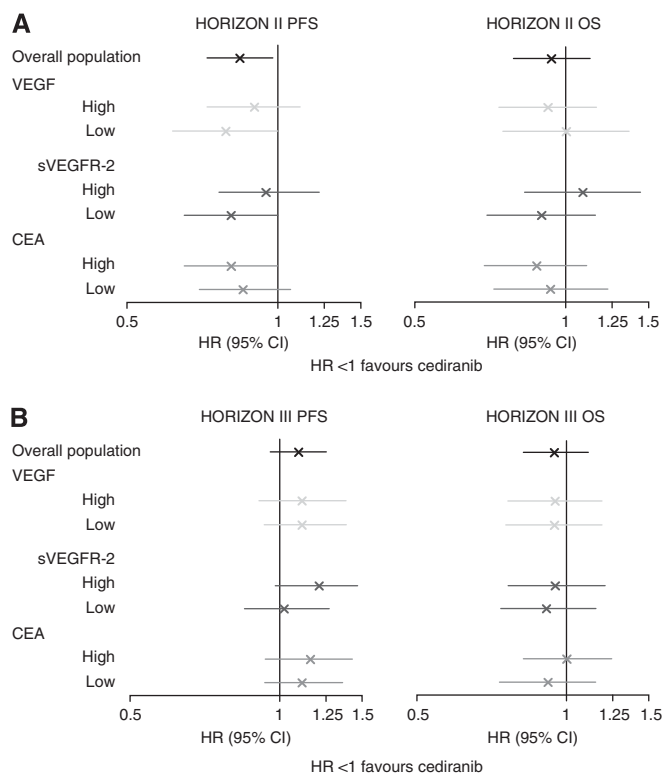 A
HORIZON II PFS
HORIZON II OS
Overall population
VEGF
High
Low
sVEGFR-2
High
Low
CEA
High
Low
0.5 1 1.25 1.5
0.5 1 1.25 1.5
HR (95% CI)
HR (95% CI)
HR <1 favours cediranib
B
HORIZON III PFS
HORIZON III OS
Overall population
VEGF
High
Low
sVEGFR-2
High
Low
CEA
High
Low
0.5 1 1.25 1.5
0.5 1 1.25 1.5
HR (95% CI)
HR (95% CI)
HR <1 favours cediranib